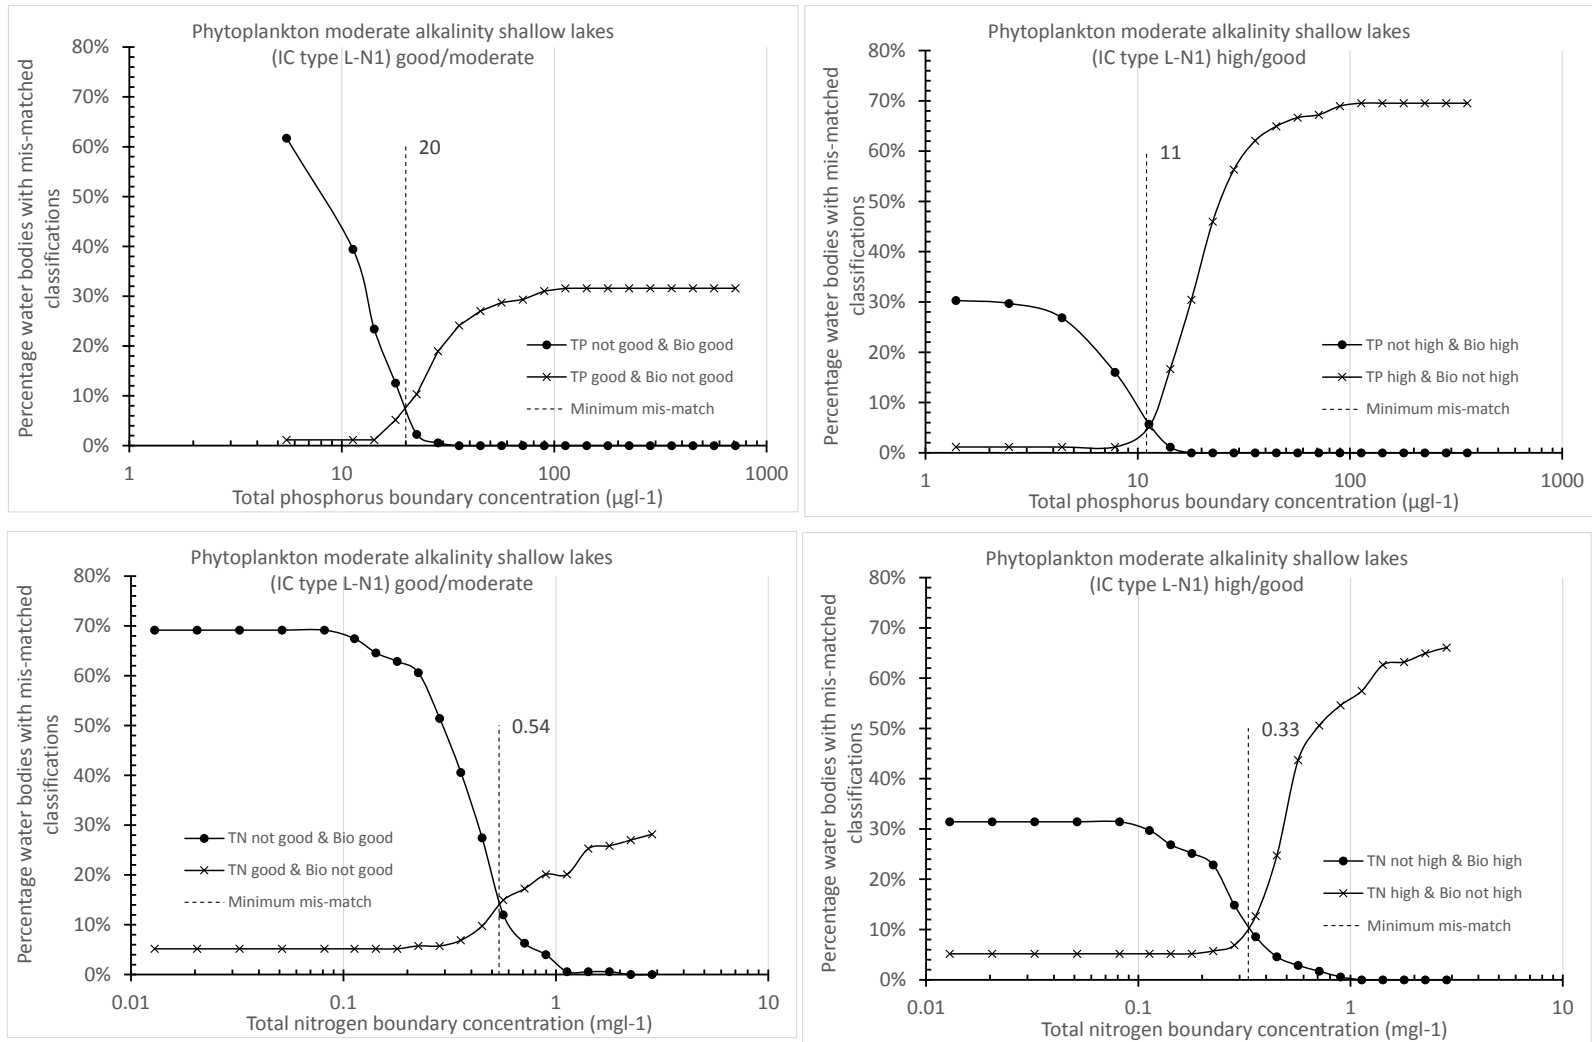 Phytoplankton moderate alkalinity shallow lakes
(IC type L-N1) good/moderate
Percentage water bodies with mis-matched
classifications
80%
70%
60%
50%
40%
30%
20%
10%
0%
20
TP not good & Bio good
TP good & Bio not good
Minimum mis-match
1
10
100
1000
Total phosphorus boundary concentration (µgl-1)
Phytoplankton moderate alkalinity shallow lakes
(IC type L-N1) high/good
Percentage water bodies with mis-matched
classifications
80%
70%
60%
50%
40%
30%
20%
10%
0%
11
TP not high & Bio high
TP high & Bio not high
Minimum mis-match
1
10
100
1000
Total phosphorus boundary concentration (µgl-1)
Phytoplankton moderate alkalinity shallow lakes
(IC type L-N1) good/moderate
Percentage water bodies with mis-matched
classifications
80%
70%
60%
50%
40%
30%
20%
10%
0%
0.54
TN not good & Bio good
TN good & Bio not good
Minimum mis-match
0.01
0.1
1
10
Total nitrogen boundary concentration (mgl-1)
Phytoplankton moderate alkalinity shallow lakes
(IC type L-N1) high/good
Percentage water bodies with mis-matched
classifications
80%
70%
60%
50%
40%
30%
20%
10%
0%
0.33
TN not high & Bio high
TN high & Bio not high
Minimum mis-match
0.01
0.1
1
10
Total nitrogen boundary concentration (mgl-1)